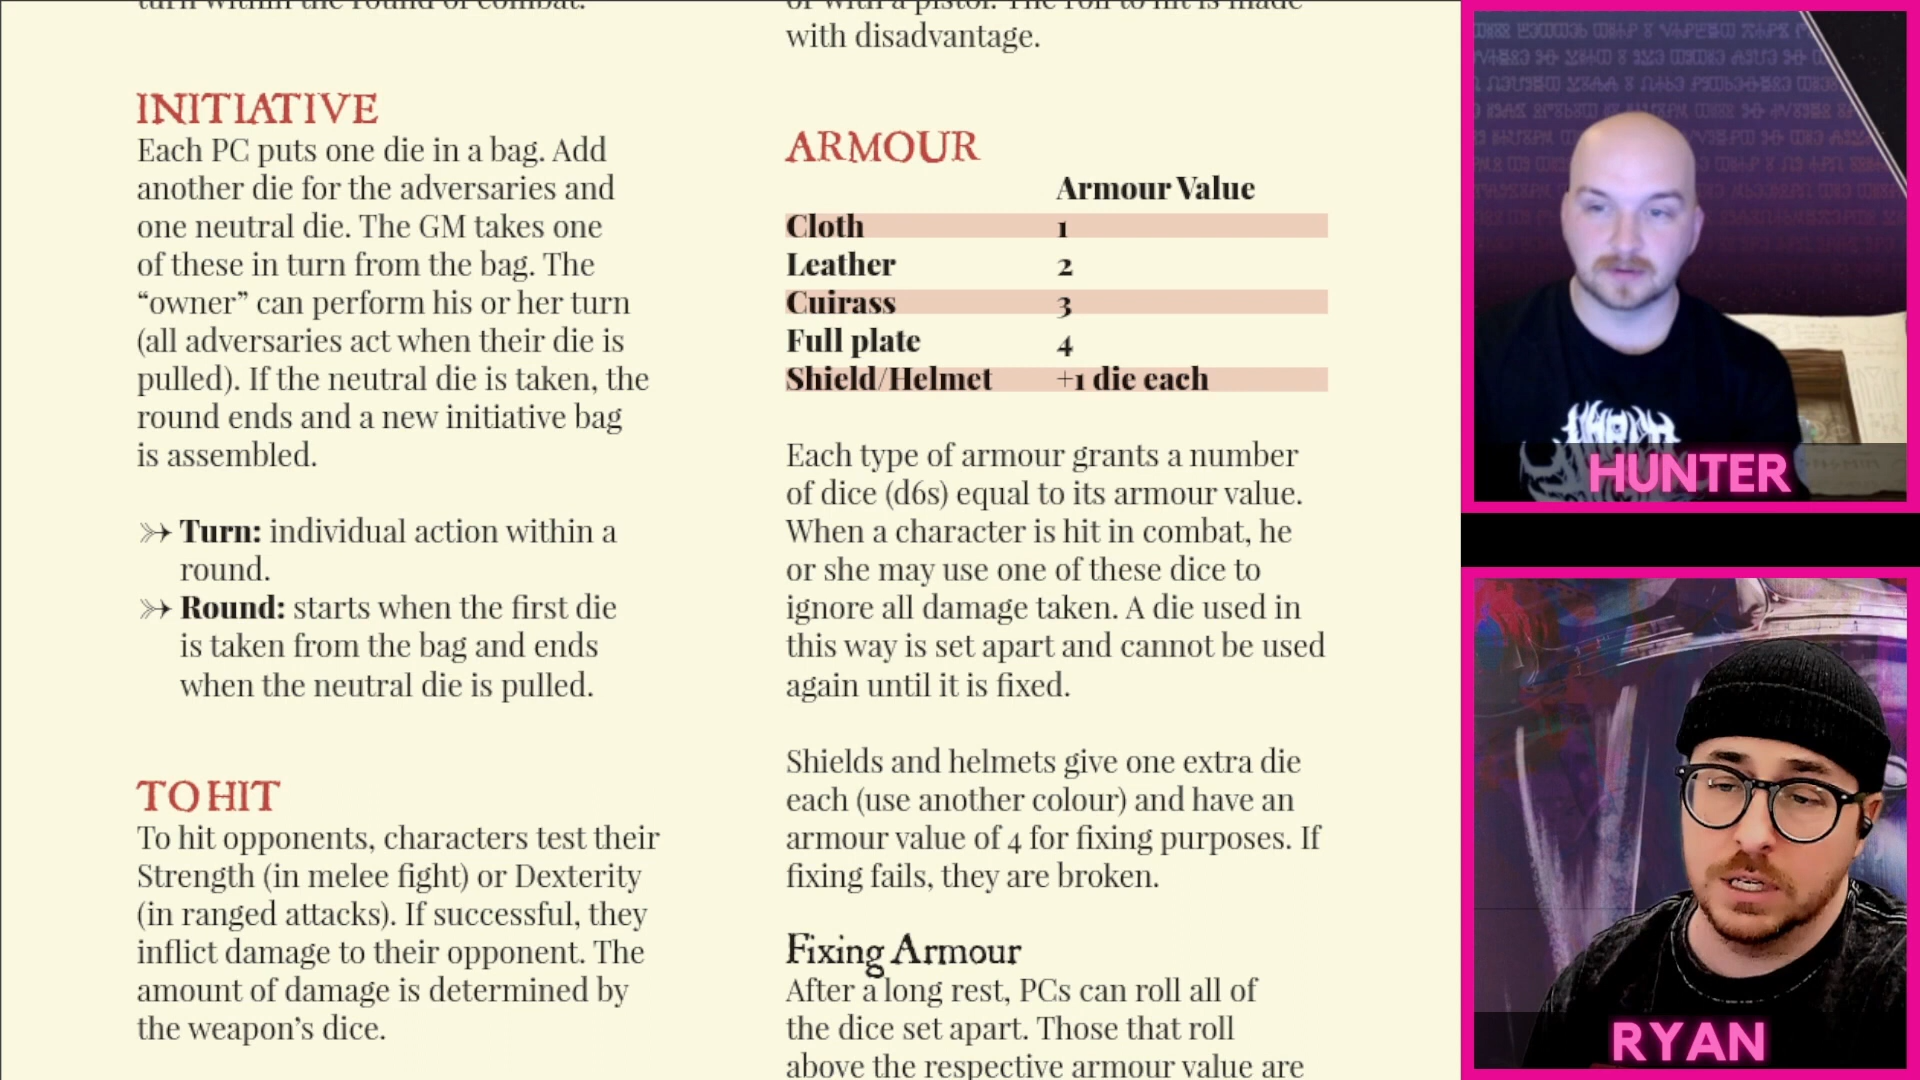 with disadvantage.
INITIATIVE
Each PC puts one die in a bag. Add
another die for the adversaries and
one neutral die. The GM takes one
of these in turn from the bag. The
“owner” can perform his or her turn
(all adversaries act when their die is
pulled). If the neutral die is taken, the
round ends and a new initiative bag
is assembled.
Turn: individual action within a
round.
Round: starts when the first die
is taken from the bag and ends
when the neutral die is pulled.
TO HIT
To hit opponents, characters test their
Strength (in melee fight) or Dexterity
(in ranged attacks). If successful, they
inflict damage to their opponent. The
amount of damage is determined by
the weapon’s dice.
ARMOUR
Armour Value
Cloth 1
Leather 2
Cuirass 3
Full plate 4
Shield/Helmet +1 die each
Each type of armour grants a number
of dice (d6s) equal to its armour value.
When a character is hit in combat, he
or she may use one of these dice to
ignore all damage taken. A die used in
this way is set apart and cannot be used
again until it is fixed.
Shields and helmets give one extra die
each (use another colour) and have an
armour value of 4 for fixing purposes. If
fixing fails, they are broken.
Fixing Armour
After a long rest, PCs can roll all of
the dice set apart. Those that roll
above the respective armour value are
HUNTER
RYAN